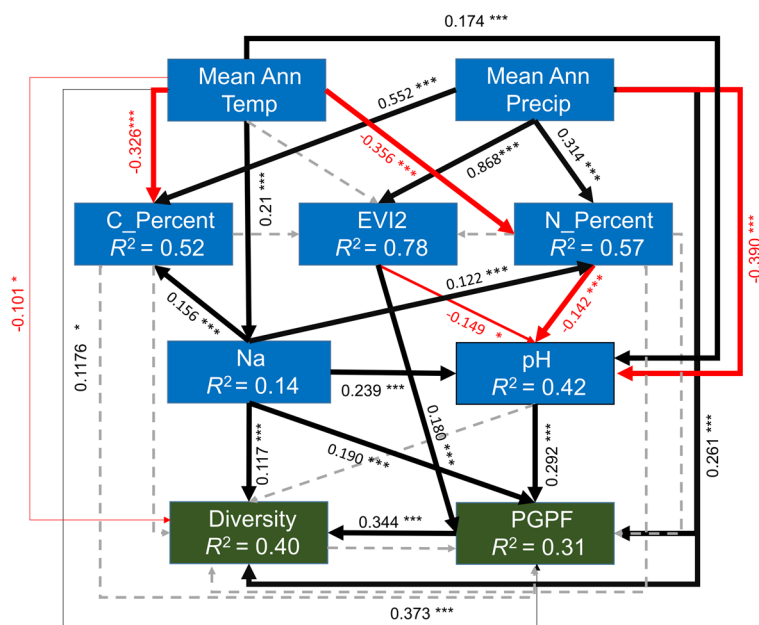 0.174 ***
Mean Ann
Temp
Mean Ann
Precip
0.552 ***
-0.326***
-0.356 ***
0.868***
0.314 ***
0.21 ***
-0.390 ***
C_Percent
R² = 0.52
EVI2
R² = 0.78
N_Percent
R² = 0.57
-0.101 *
0.1176 *
0.156 ***
0.122 ***
-0.149 *
-0.142 ***
Na
R² = 0.14
0.239 ***
pH
R² = 0.42
0.117 ***
0.190 ***
0.180 ***
0.292 ***
0.261 ***
Diversity
R² = 0.40
0.344 ***
PGPF
R² = 0.31
0.373 ***